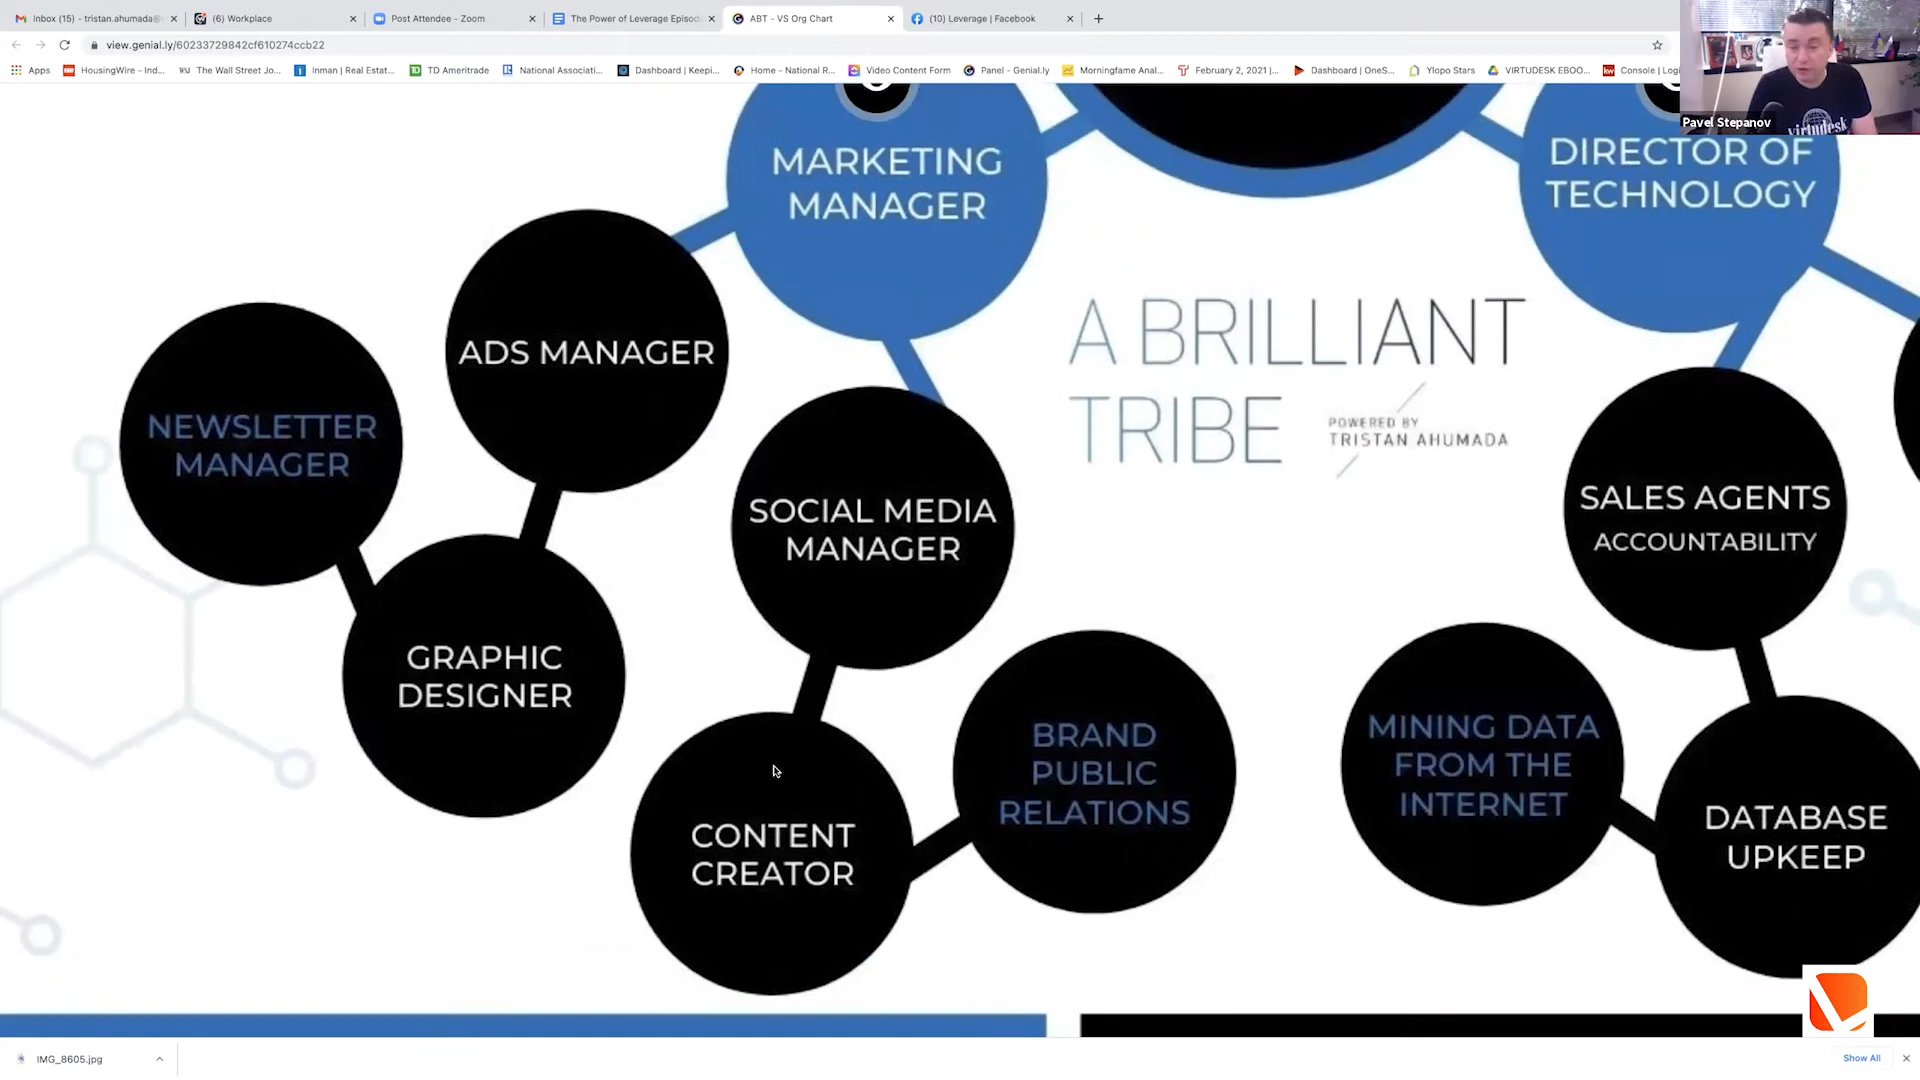 Inbox (15) - tristan.ahumada@
(6) Workplace
Post Attendee - Zoom
The Power of Leverage Episod
ABT - VS Org Chart
(10) Leverage | Facebook
view.genial.ly/60233729842cf610274ccb22
Apps
HousingWire - Ind...
The Wall Street Jo...
Inman | Real Estat...
TD Ameritrade
National Associati...
Dashboard | Keepi...
Home - National R...
Video Content Form
Panel - Genial.ly
Morningfame Anal...
February 2, 2021 |...
Dashboard | OneS...
Ylopo Stars
VIRTUDESK EBOO...
Console | Logi
virtudesk
Pavel Stepanov
MARKETING
MANAGER
DIRECTOR OF
TECHNOLOGY
ADS MANAGER
A BRILLIANT
TRIBE
POWERED BY
TRISTAN AHUMADA
NEWSLETTER
MANAGER
SOCIAL MEDIA
MANAGER
SALES AGENTS
ACCOUNTABILITY
GRAPHIC
DESIGNER
BRAND
PUBLIC
RELATIONS
MINING DATA
FROM THE
INTERNET
CONTENT
CREATOR
DATABASE
UPKEEP
IMG_8605.jpg
Show All